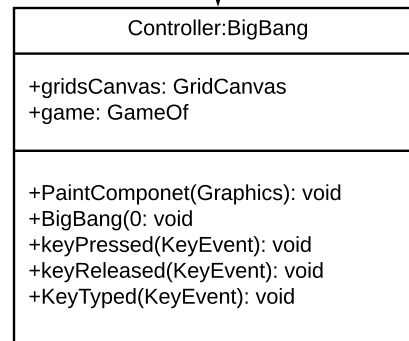 Controller:BigBang
+gridsCanvas: GridCanvas
+game: GameOf
+PaintComponet(Graphics): void
+BigBang(0: void
+keyPressed(KeyEvent): void
+keyReleased(KeyEvent): void
+KeyTyped(KeyEvent): void